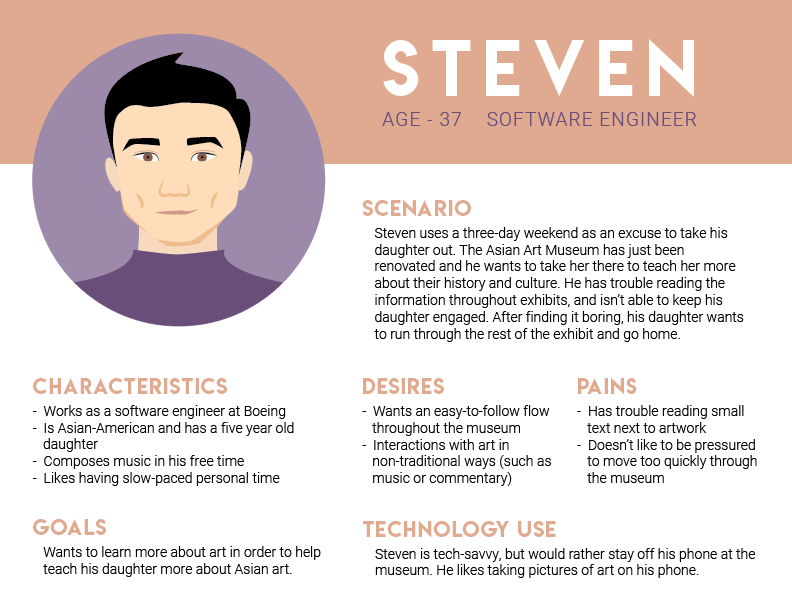 STEVEN
AGE - 37 SOFTWARE ENGINEER
SCENARIO
Steven uses a three-day weekend as an excuse to take his
daughter out. The Asian Art Museum has just been
renovated and he wants to take her there to teach her more
about their history and culture. He has trouble reading the
information throughout exhibits, and isn't able to keep his
daughter engaged. After finding it boring, his daughter wants
to run through the rest of the exhibit and go home.
CHARACTERISTICS
- Works as a software engineer at Boeing
- Is Asian-American and has a five year old
daughter
- Composes music in his free time
- Likes having slow-paced personal time
DESIRES
- Wants an easy-to-follow flow
throughout the museum
- Interactions with art in
non-traditional ways (such as
music or commentary)
PAINS
- Has trouble reading small
text next to artwork
- Doesn't like to be pressured
to move too quickly through
the museum
GOALS
Wants to learn more about art in order to help
teach his daughter more about Asian art.
TECHNOLOGY USE
Steven is tech-savvy, but would rather stay off his phone at the
museum. He likes taking pictures of art on his phone.